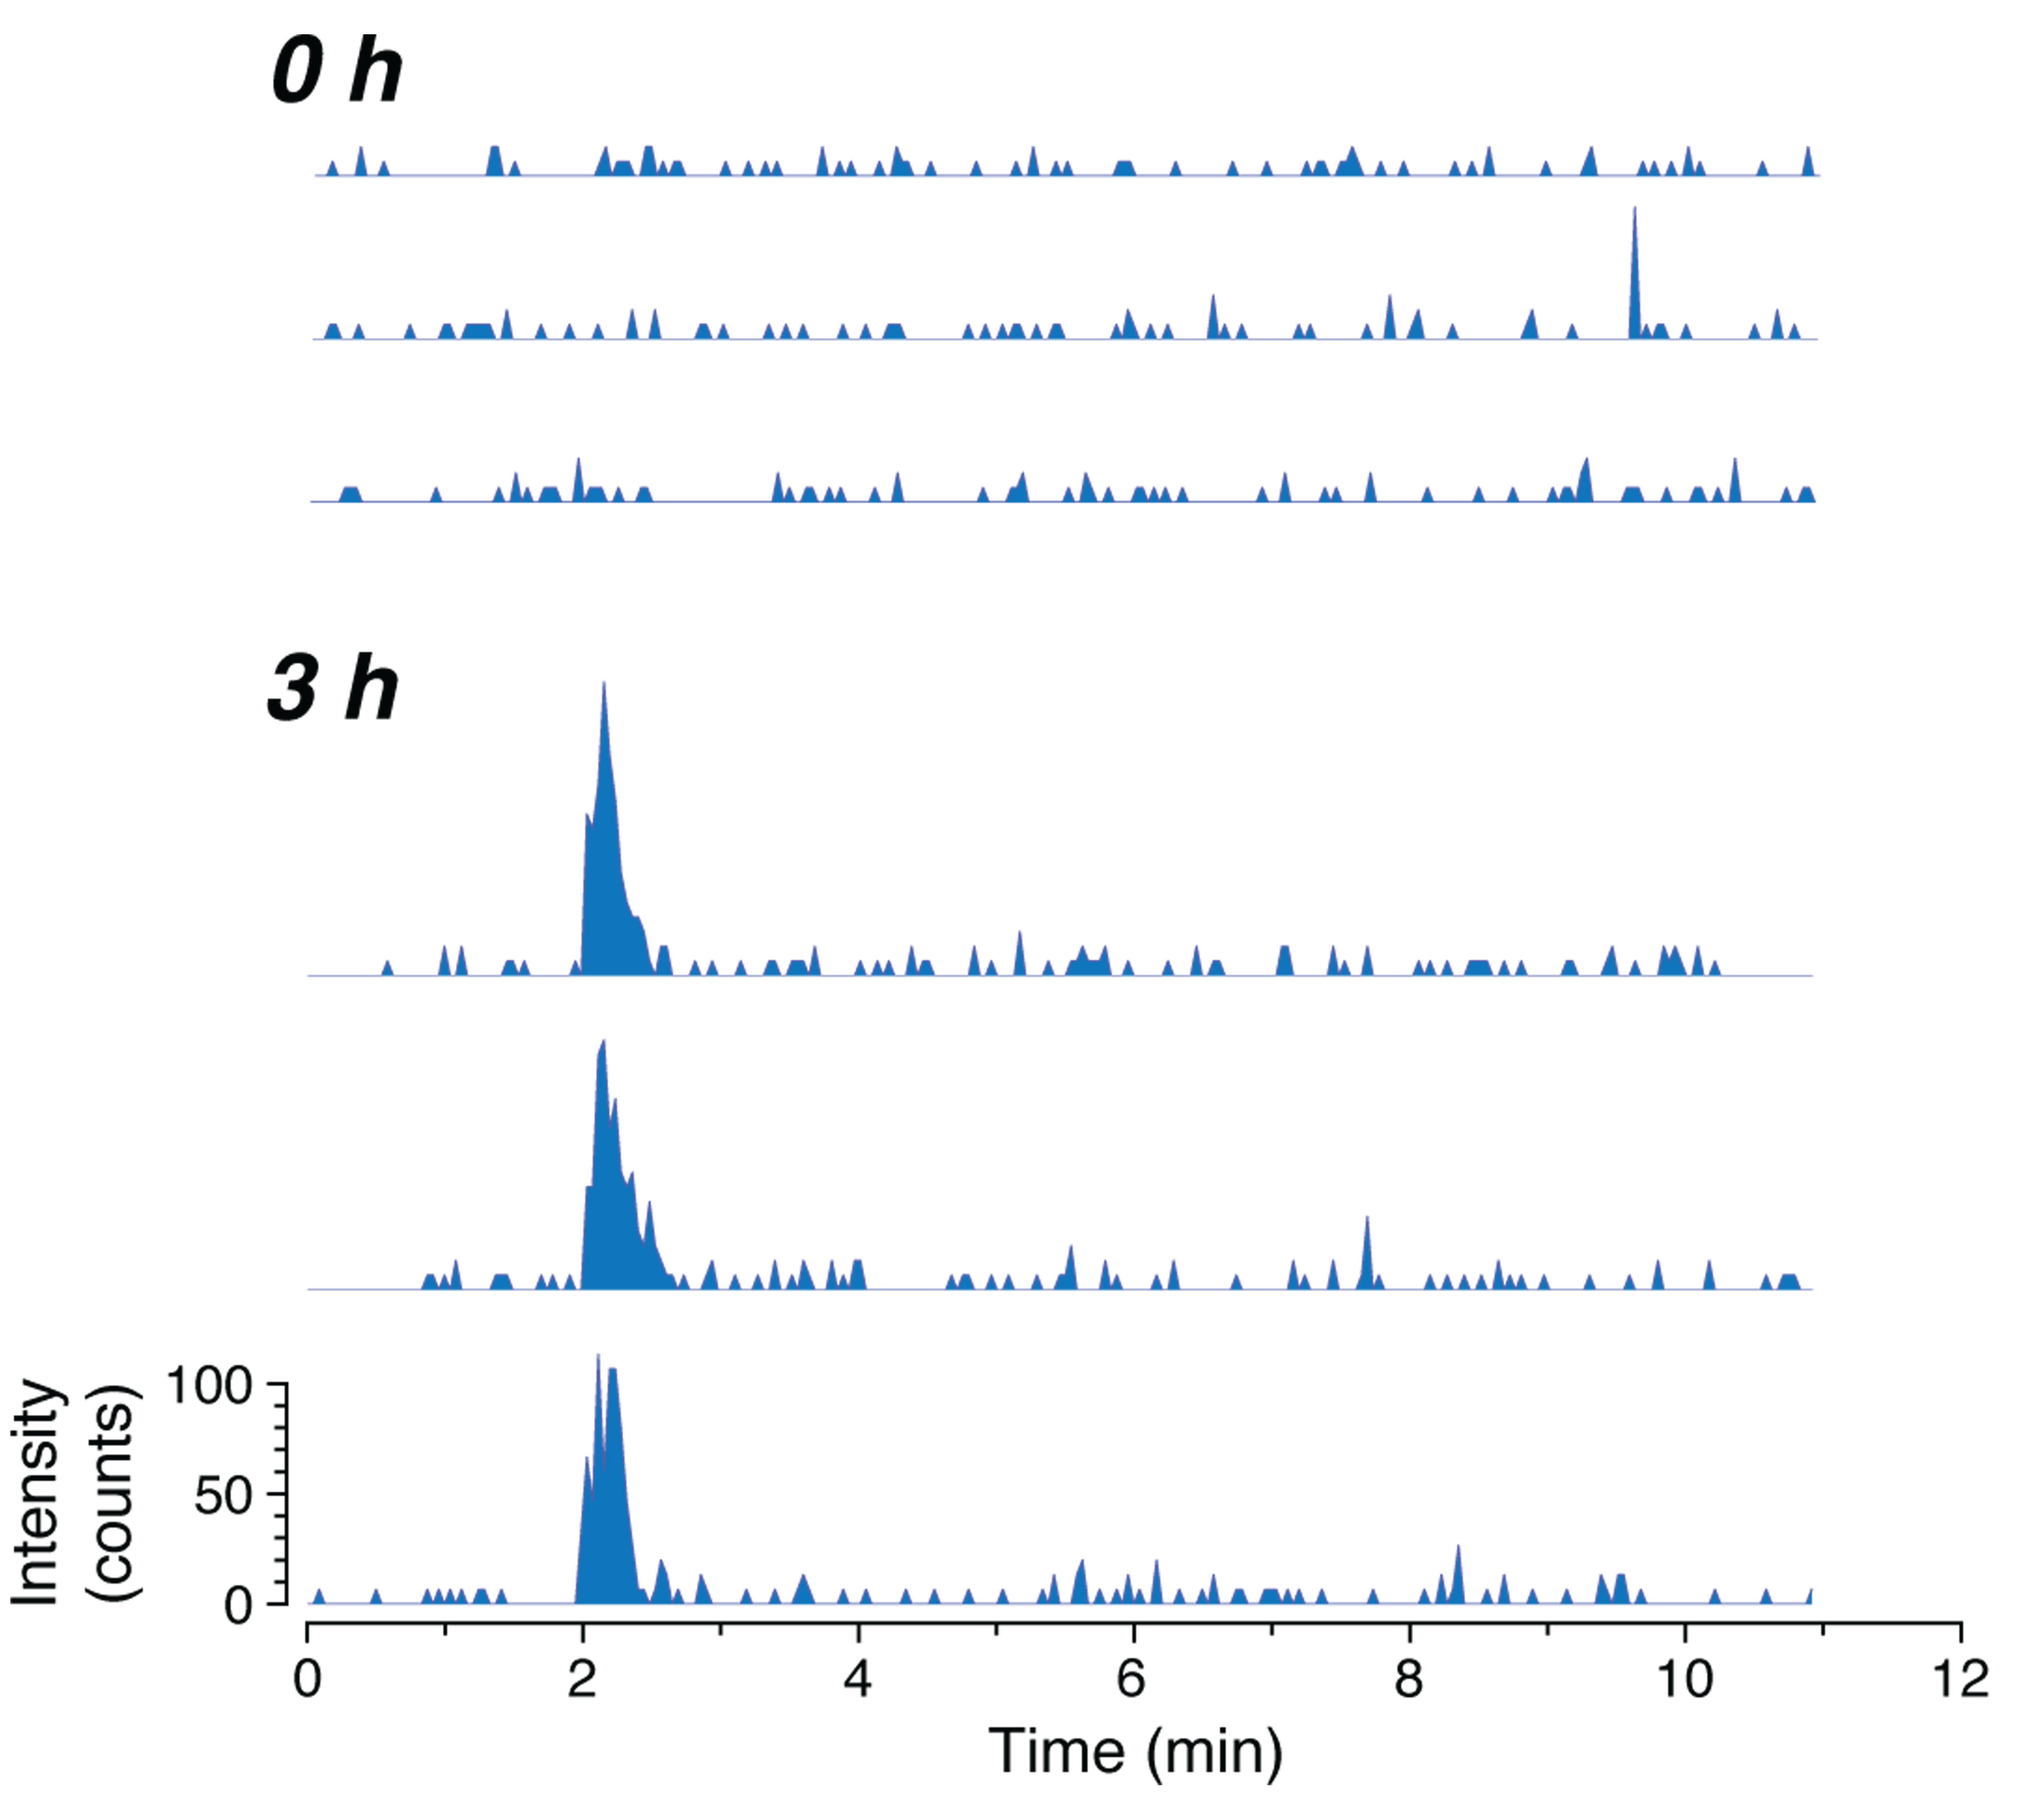 0 h
3 h
Intensity
(counts)
100
50
0
0 2 4 6 8 10 12
Time (min)